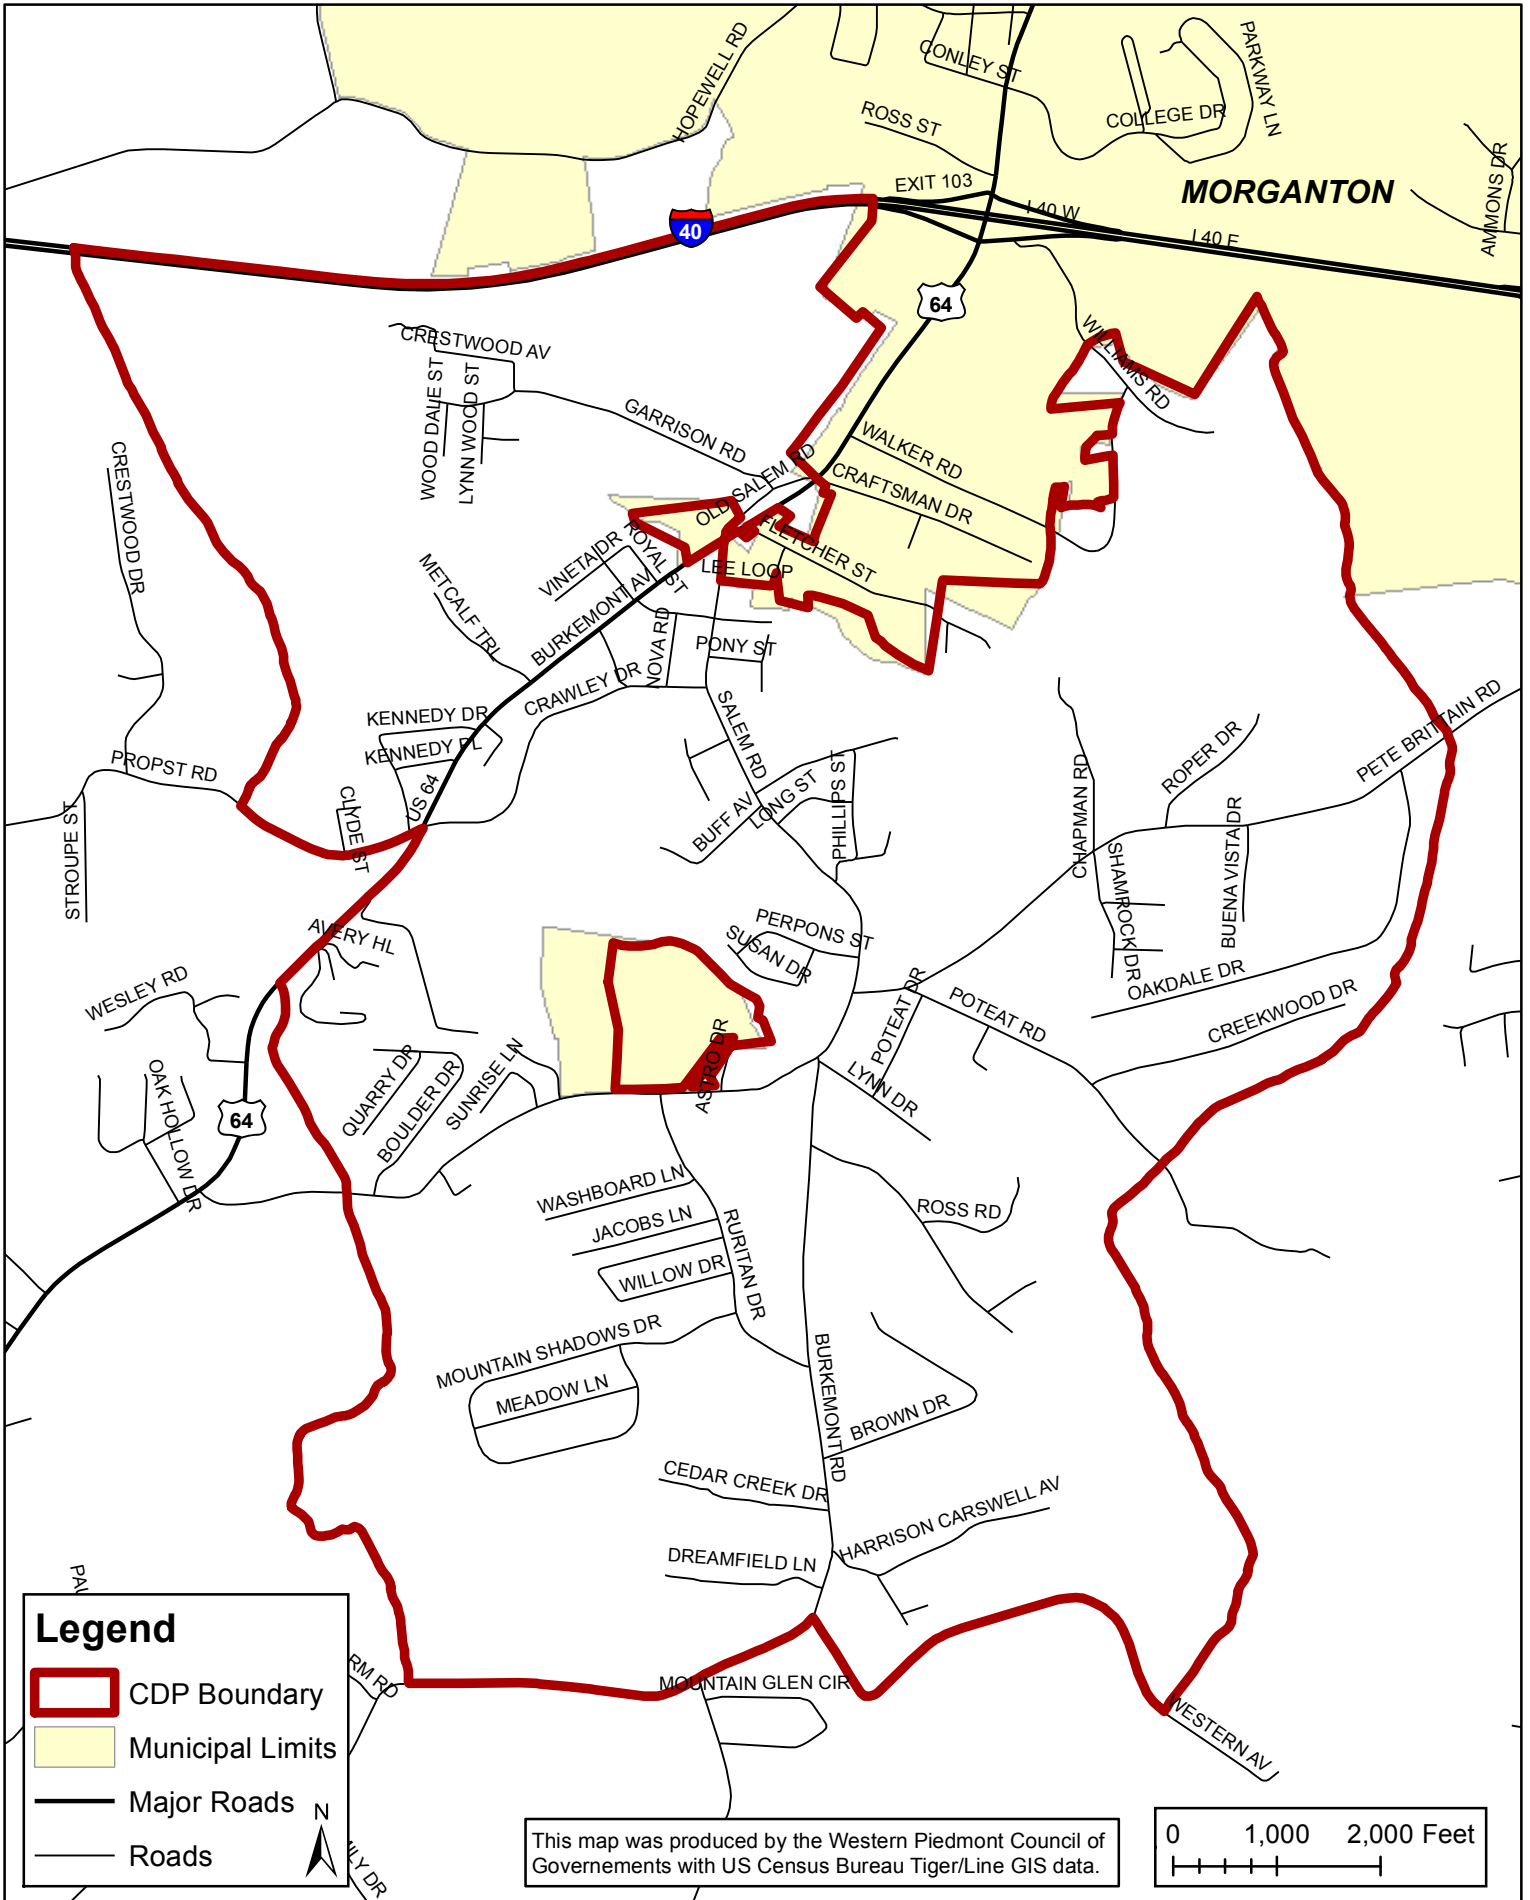 HOPEWELL RD
CONLEY ST
PARKWAY LN
ROSS ST
COLLEGE DR
AMMONS DR
EXIT 103
MORGANTON
I 40 W
I 40 E
40
64
CRESTWOOD AV
WOOD DALE ST
LYNN WOOD ST
GARRISON RD
WILLIAMS RD
WALKER RD
OLD SALEM RD
CRAFTSMAN DR
CRESTWOOD DR
FLETCHER ST
ROYAL ST
VINETA DR
LEE LOOP
METCALF TRL
BURKEMONT AV
NOVA RD
PONY ST
CRAWLEY DR
SALEM RD
KENNEDY DR
KENNEDY PL
PROPST RD
US 64
CLYDE ST
STROUPE ST
BUFF AV
LONG ST
PHILLIPS ST
CHAPMAN RD
ROPER DR
PETE BRITTAIN RD
SHAMROCK DR
BUENA VISTA DR
AVERY HL
PERPONS ST
SUSAN DR
WESLEY RD
POTEAT DR
POTEAT RD
OAKDALE DR
CREEKWOOD DR
ASTRO DR
LYNN DR
OAK HOLLOW DR
64
QUARRY DR
BOULDER DR
SUNRISE LN
WASHBOARD LN
JACOBS LN
WILLOW DR
RURITAN DR
ROSS RD
MOUNTAIN SHADOWS DR
MEADOW LN
BURKEMONT RD
BROWN DR
CEDAR CREEK DR
HARRISON CARSWELL AV
DREAMFIELD LN
MOUNTAIN GLEN CIR
WESTERN AV
RM RD
Legend
CDP Boundary
Municipal Limits
Major Roads
Roads
N
ILY DR
This map was produced by the Western Piedmont Council of
Governements with US Census Bureau Tiger/Line GIS data.
0 1,000 2,000 Feet